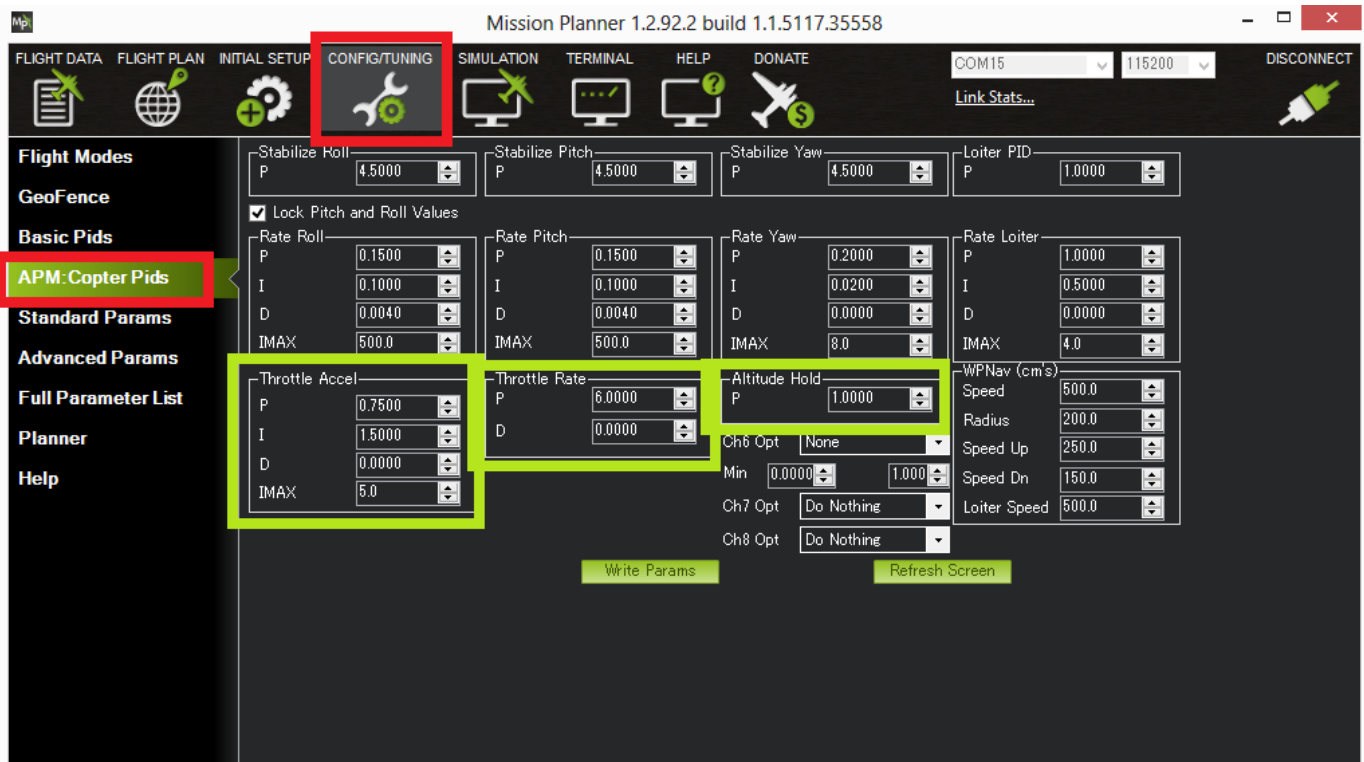 Mp
Mission Planner 1.2.92.2 build 1.1.5117.35558
FLIGHT DATA FLIGHT PLAN INITIAL SETUP CONFIG/TUNING SIMULATION TERMINAL HELP DONATE COM15 115200 DISCONNECT
Link Stats...
Flight Modes
GeoFence
Basic Pids
APM:Copter Pids
Standard Params
Advanced Params
Full Parameter List
Planner
Help
Stabilize Roll
P 4.5000
Stabilize Pitch
P 4.5000
Stabilize Yaw
P 4.5000
Loiter PID
P 1.0000
Lock Pitch and Roll Values
Rate Roll
P 0.1500
I 0.1000
D 0.0040
IMAX 500.0
Rate Pitch
P 0.1500
I 0.1000
D 0.0040
IMAX 500.0
Rate Yaw
P 0.2000
I 0.0200
D 0.0000
IMAX 8.0
Rate Loiter
P 1.0000
I 0.5000
D 0.0000
IMAX 4.0
Throttle Accel
P 0.7500
I 1.5000
D 0.0000
IMAX 5.0
Throttle Rate
P 6.0000
D 0.0000
Altitude Hold
P 1.0000
Ch6 Opt None
Min 0.0000 1.000
Ch7 Opt Do Nothing
Ch8 Opt Do Nothing
WPNav (cm's)
Speed 500.0
Radius 200.0
Speed Up 250.0
Speed Dn 150.0
Loiter Speed 500.0
Write Params
Refresh Screen